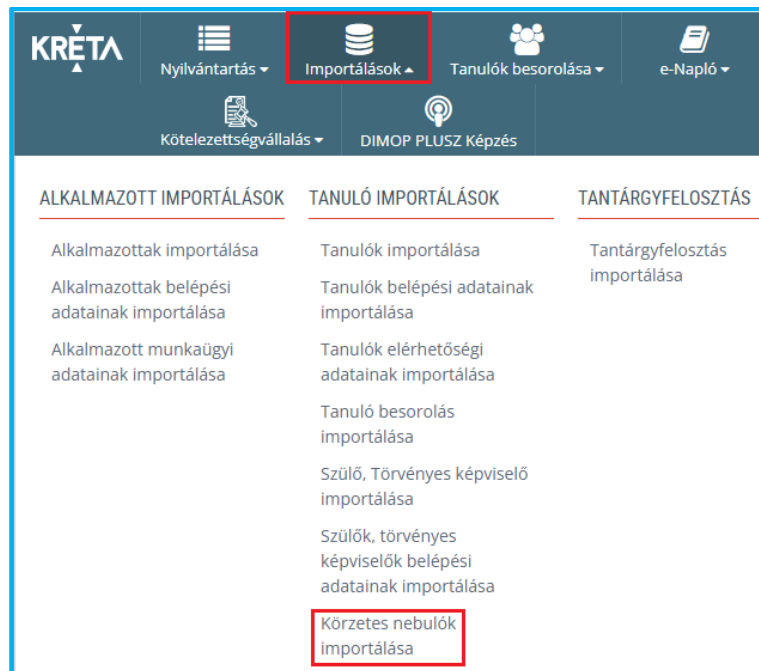 KRÉTA
Nyilvántartás
Importálások
Tanulók besorolása
e-Napló
Kötelezettségvállalás
DIMOP PLUSZ Képzés
ALKALMAZOTT IMPORTÁLÁSOK
Alkalmazottak importálása
Alkalmazottak belépési
adatainak importálása
Alkalmazott munkaügyi
adatainak importálása
TANULÓ IMPORTÁLÁSOK
Tanulók importálása
Tanulók belépési adatainak
importálása
Tanulók elérhetőségi
adatainak importálása
Tanuló besorolás
importálása
Szülő, Törvényes képviselő
importálása
Szülők, törvényes
képviselők belépési
adatainak importálása
Körzetes nebulók
importálása
TANTÁRGYFELOSZTÁS
Tantárgyfelosztás
importálása